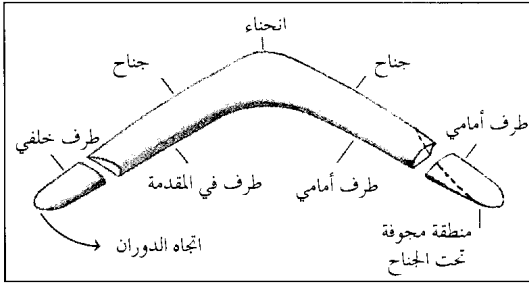 انحناء
جناح
جناح
طرف أمامي
طرف خلفي
طرف أمامي
طرف في المقدمة
منطقة مجوفة
تحت الجناح
اتجاه الدوران